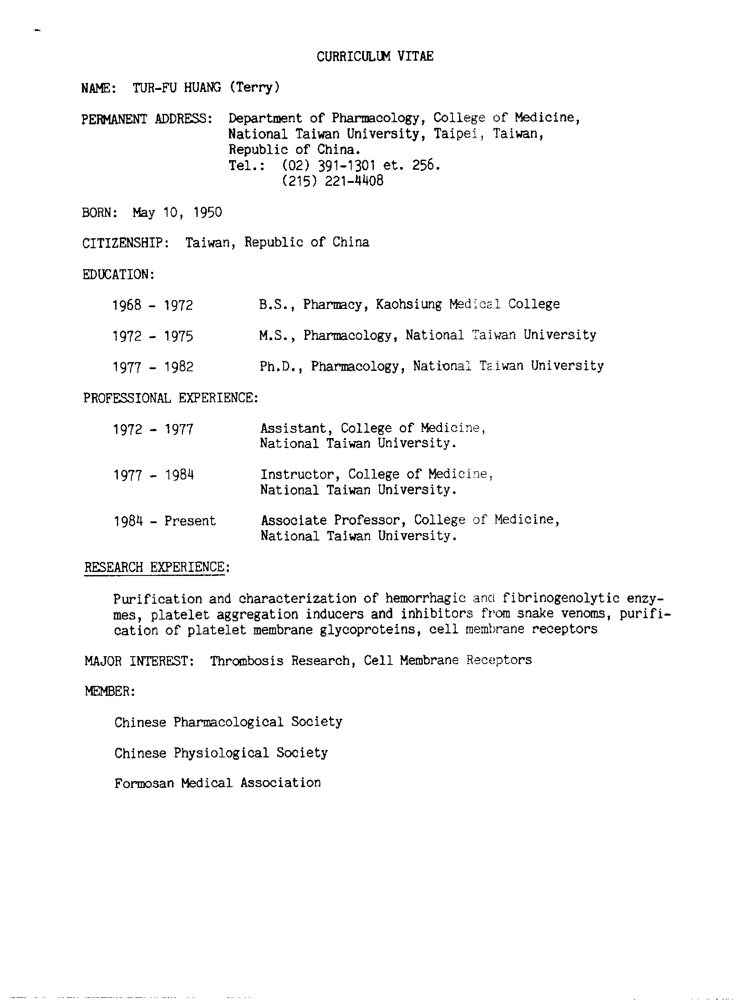 CURRICULUM VITAE
NAME: TUR-FU HUANG (Terry)
PERMANENT ADDRESS: Department of Pharmacology, College of Medicine,
National Taiwan University, Taipei, Taiwan,
Republic of China.
Tel.: (02) 391-1301 et. 256.
(215) 221-4408
BORN: May 10, 1950
CITIZENSHIP: Taiwan, Republic of China
EDUCATION:
1968 - 1972 B.S., Pharmacy, Kaohsiung Medical College
1972 - 1975 M.S., Pharmacology, National Taiwan University
1977 - 1982 Ph.D., Pharmacology, National Taiwan University
PROFESSIONAL EXPERIENCE:
1972 - 1977 Assistant, College of Medicine,
National Taiwan University.
1977 - 1984 Instructor, College of Medicine,
National Taiwan University.
1984 - Present Associate Professor, College of Medicine,
National Taiwan University.
RESEARCH EXPERIENCE:
Purification and characterization of hemorrhagic and fibrinogenolytic enzy-
mes, platelet aggregation inducers and inhibitors from snake venoms, purifi-
cation of platelet membrane glycoproteins, cell membrane receptors
MAJOR INTEREST: Thrombosis Research, Cell Membrane Receptors
MEMBER:
Chinese Pharmacological Society
Chinese Physiological Society
Formosan Medical Association